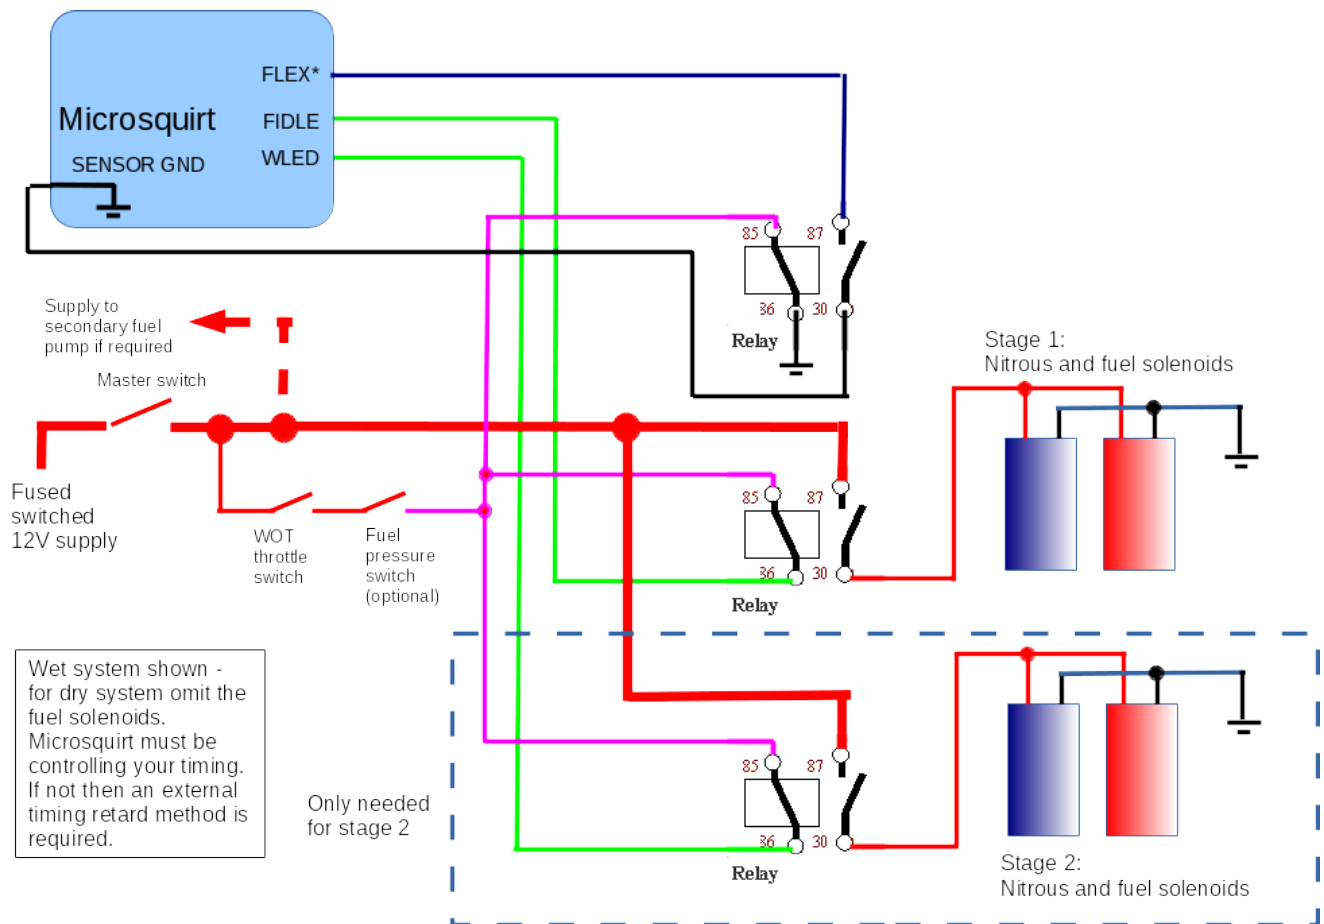 FLEX*
Microsquirt
FIDLE
SENSOR GND
WLED
85
87
36
30
Relay
Supply to
secondary fuel
pump if required
Master switch
Stage 1:
Nitrous and fuel solenoids
Fused
switched
12V supply
WOT
throttle
switch
Fuel
pressure
switch
(optional)
85
87
36
30
Relay
Wet system shown -
for dry system omit the
fuel solenoids.
Microsquirt must be
controlling your timing.
If not then an external
timing retard method is
required.
Only needed
for stage 2
85
87
36
30
Relay
Stage 2:
Nitrous and fuel solenoids